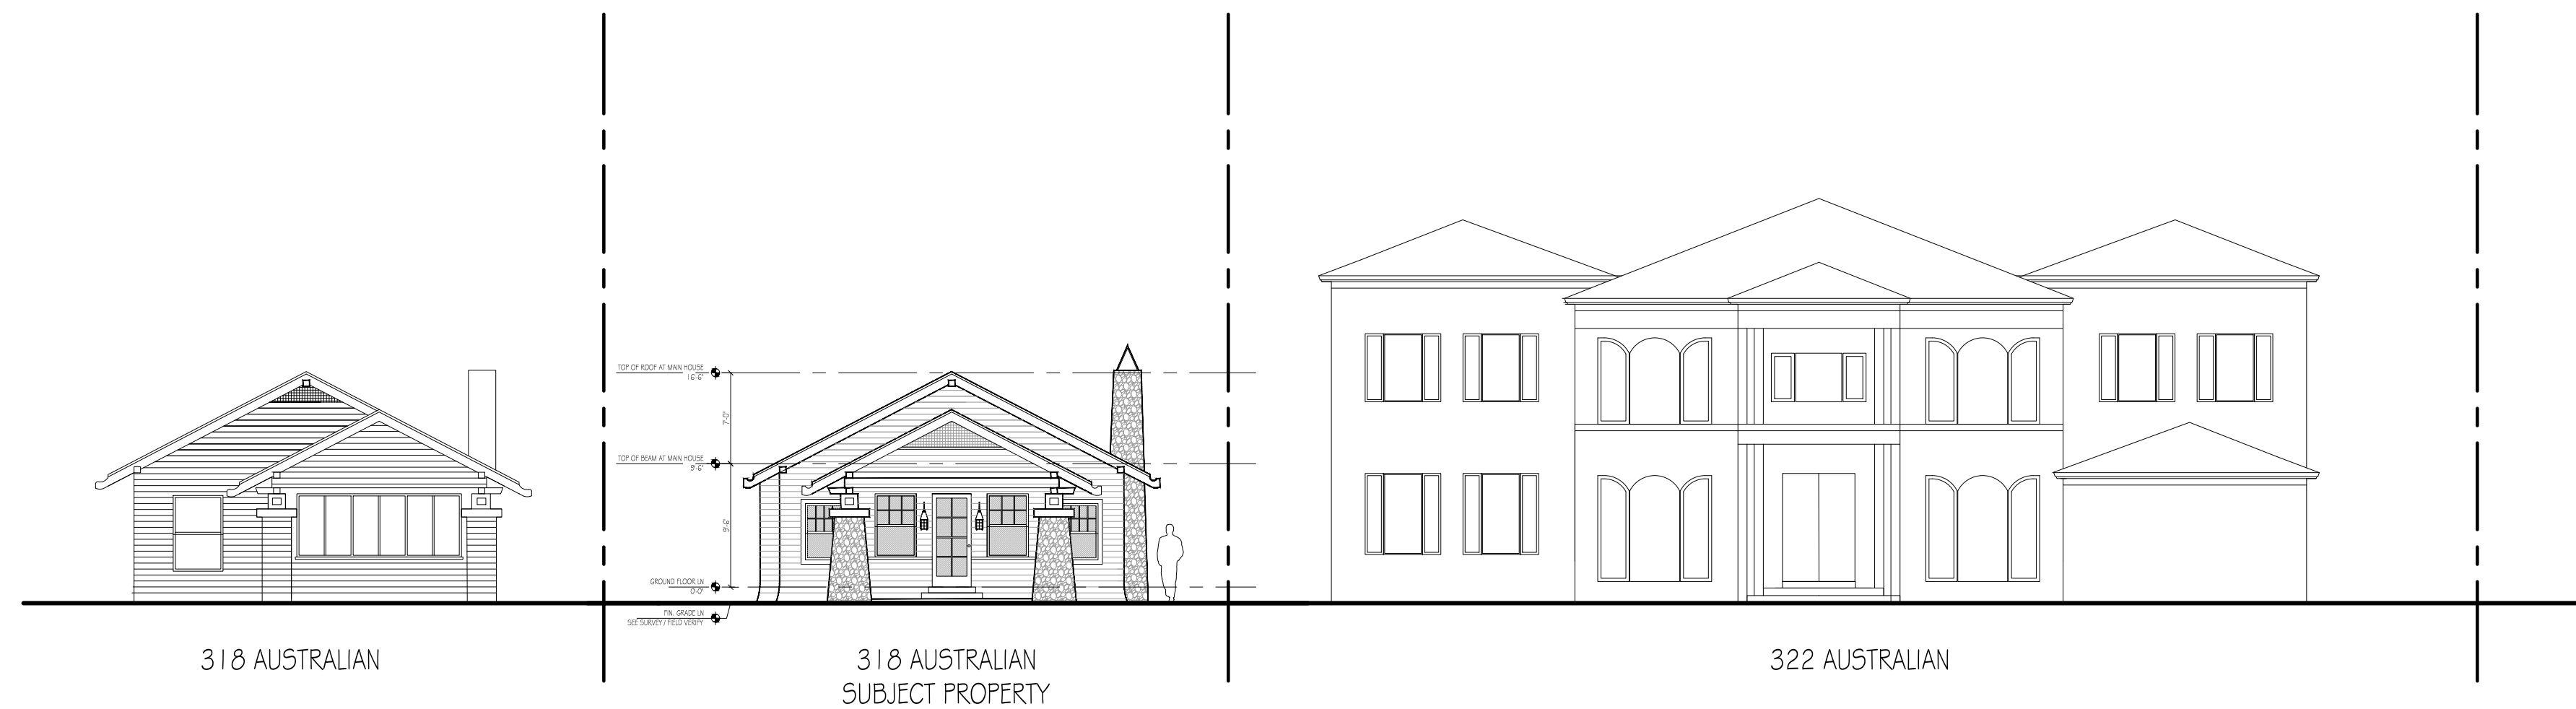 TOP OF ROOF AT MAIN HOUSE
16'-6"
7'-0"
TOP OF BEAM AT MAIN HOUSE
9'-6"
9'-6"
GROUND FLOOR LN
0'-0"
FIN. GRADE LN
SEE SURVEY / FIELD VERIFY
318 AUSTRALIAN
318 AUSTRALIAN
SUBJECT PROPERTY
322 AUSTRALIAN